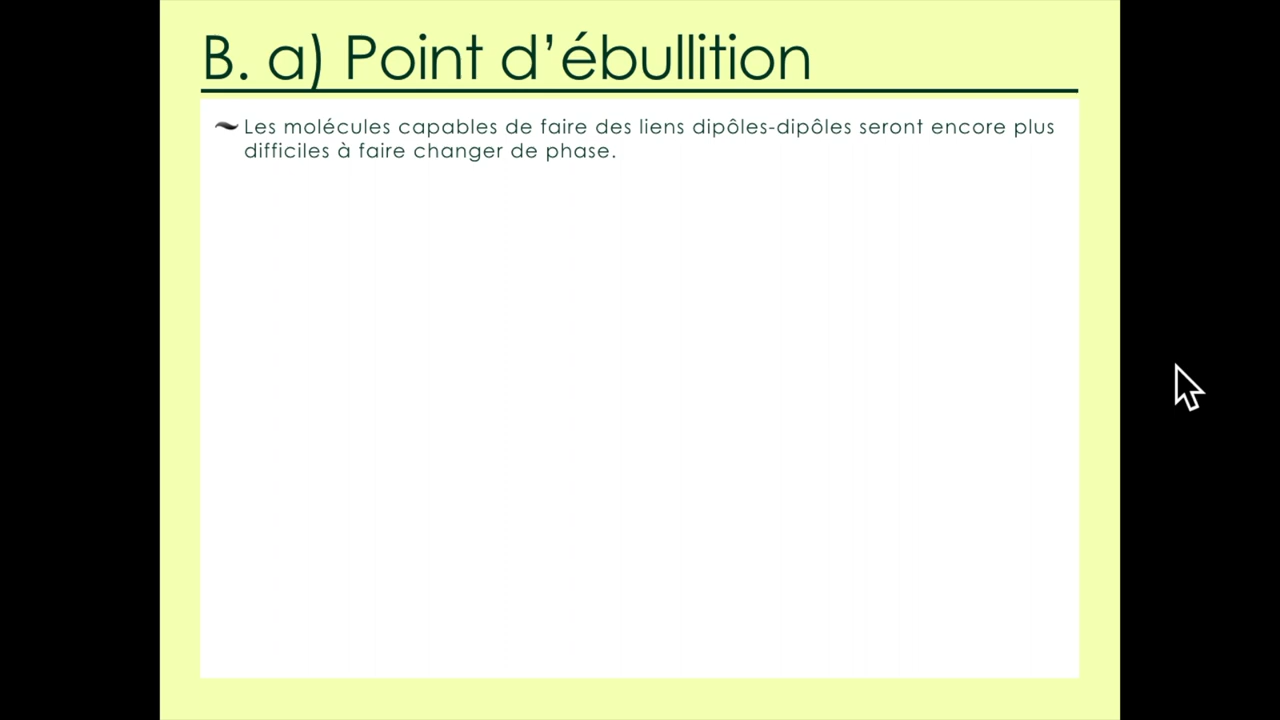 B. a) Point d’ébullition
Les molécules capables de faire des liens dipôles-dipôles seront encore plus
difficiles à faire changer de phase.